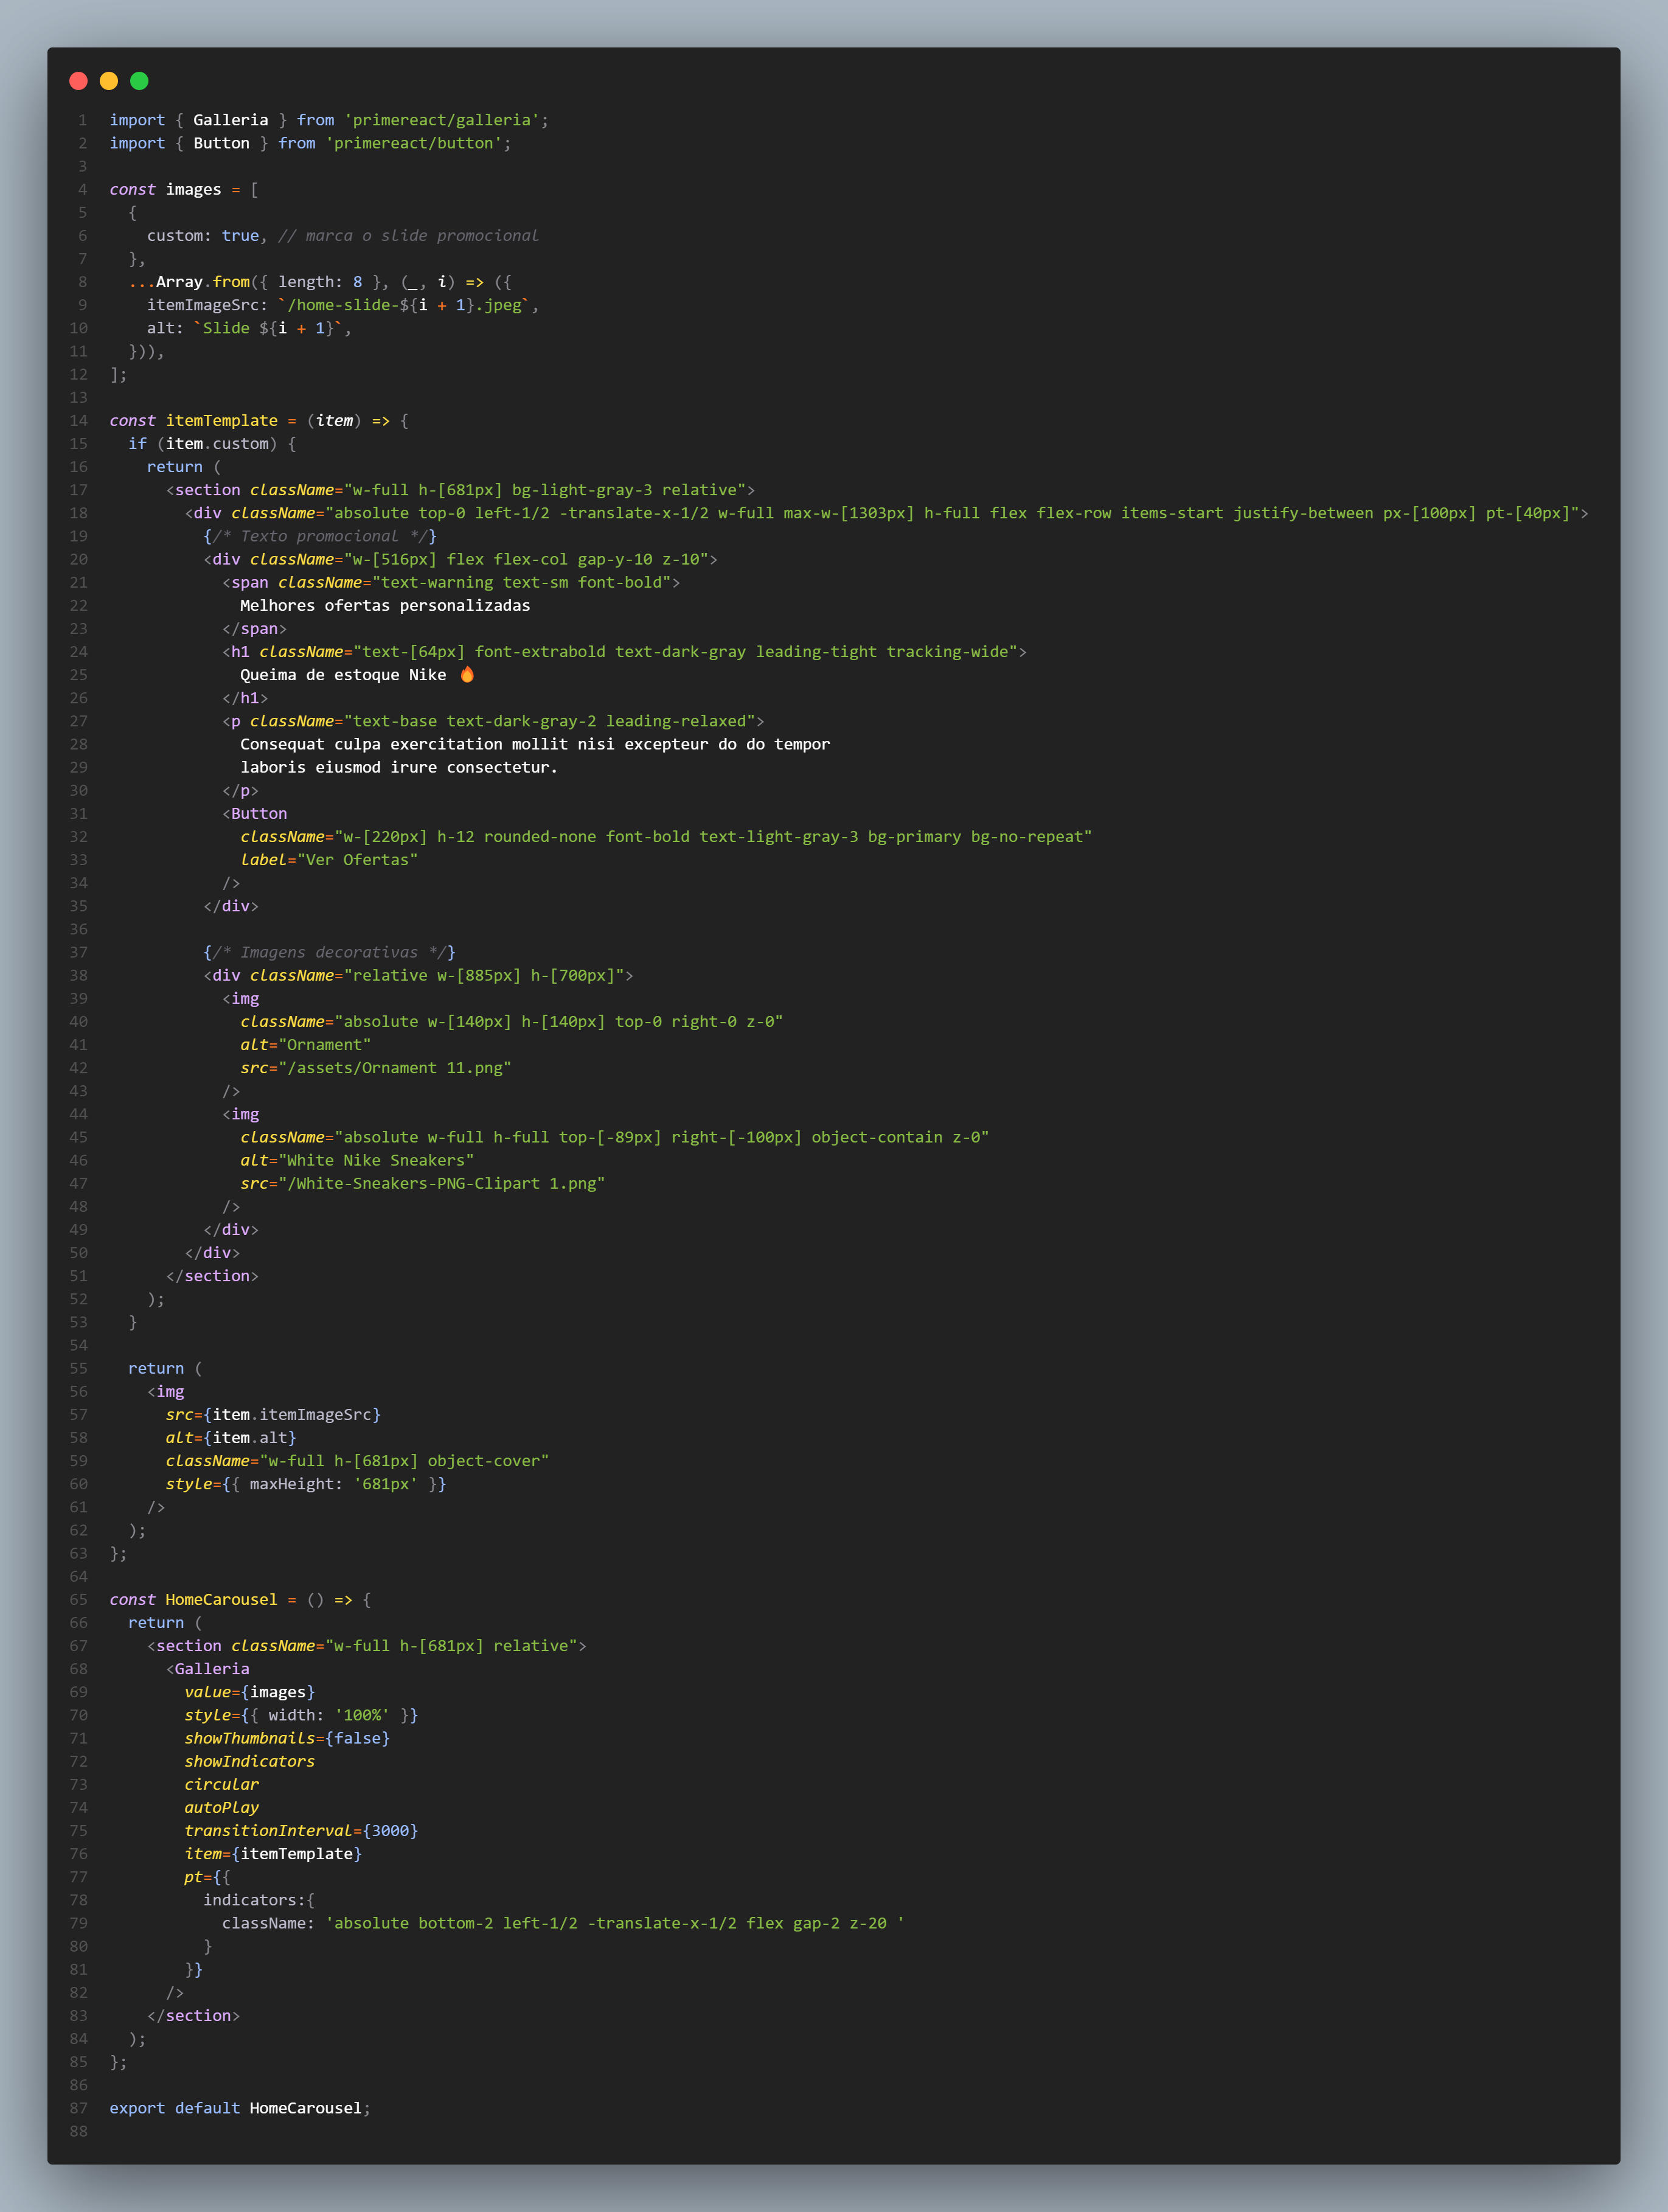 1 import { Galleria } from 'primereact/galleria';
2 import { Button } from 'primereact/button';
3
4 const images = [
5   {
6     custom: true, // marca o slide promocional
7   },
8   ...Array.from({ length: 8 }, (_, i) => ({
9     itemImageSrc: `/home-slide-${i + 1}.jpeg`,
10     alt: `Slide ${i + 1}`,
11   })),
12 ];
13
14 const itemTemplate = (item) => {
15   if (item.custom) {
16     return (
17       <section className="w-full h-[681px] bg-light-gray-3 relative">
18         <div className="absolute top-0 left-1/2 -translate-x-1/2 w-full max-w-[1303px] h-full flex flex-row items-start justify-between px-[100px] pt-[40px]">
19           {/* Texto promocional */}
20           <div className="w-[516px] flex flex-col gap-y-10 z-10">
21             <span className="text-warning text-sm font-bold">
22               Melhores ofertas personalizadas
23             </span>
24             <h1 className="text-[64px] font-extrabold text-dark-gray leading-tight tracking-wide">
25               Queima de estoque Nike 🔥
26             </h1>
27             <p className="text-base text-dark-gray-2 leading-relaxed">
28               Consequat culpa exercitation mollit nisi excepteur do do tempor
29               laboris eiusmod irure consectetur.
30             </p>
31             <Button
32               className="w-[220px] h-12 rounded-none font-bold text-light-gray-3 bg-primary bg-no-repeat"
33               label="Ver Ofertas"
34             />
35           </div>
36
37           {/* Imagens decorativas */}
38           <div className="relative w-[885px] h-[700px]">
39             <img
40               className="absolute w-[140px] h-[140px] top-0 right-0 z-0"
41               alt="Ornament"
42               src="/assets/Ornament 11.png"
43             />
44             <img
45               className="absolute w-full h-full top-[-89px] right-[-100px] object-contain z-0"
46               alt="White Nike Sneakers"
47               src="/White-Sneakers-PNG-Clipart 1.png"
48             />
49           </div>
50         </div>
51       </section>
52     );
53   }
54
55   return (
56     <img
57       src={item.itemImageSrc}
58       alt={item.alt}
59       className="w-full h-[681px] object-cover"
60       style={{ maxHeight: '681px' }}
61     />
62   );
63 };
64
65 const HomeCarousel = () => {
66   return (
67     <section className="w-full h-[681px] relative">
68       <Galleria
69         value={images}
70         style={{ width: '100%' }}
71         showThumbnails={false}
72         showIndicators
73         circular
74         autoPlay
75         transitionInterval={3000}
76         item={itemTemplate}
77         pt={{
78           indicators:{
79             className: 'absolute bottom-2 left-1/2 -translate-x-1/2 flex gap-2 z-20 '
80           }
81         }}
82       />
83     </section>
84   );
85 };
86
87 export default HomeCarousel;
88